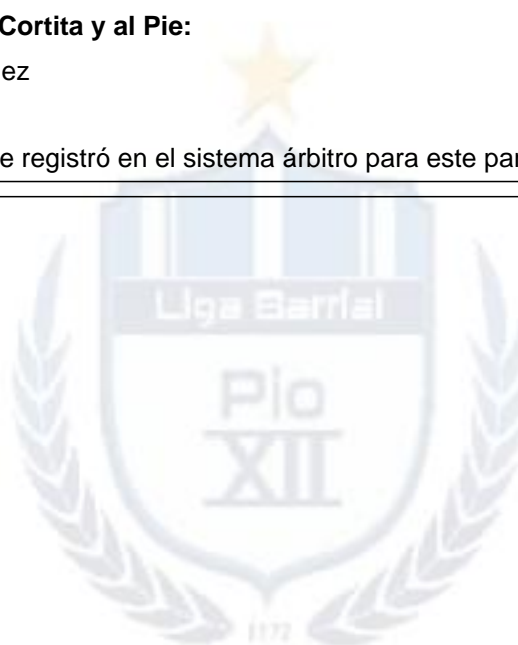 Cortita y al Pie:
ez
e registró en el sistema árbitro para este par
Liga Barrial
Pio
XII